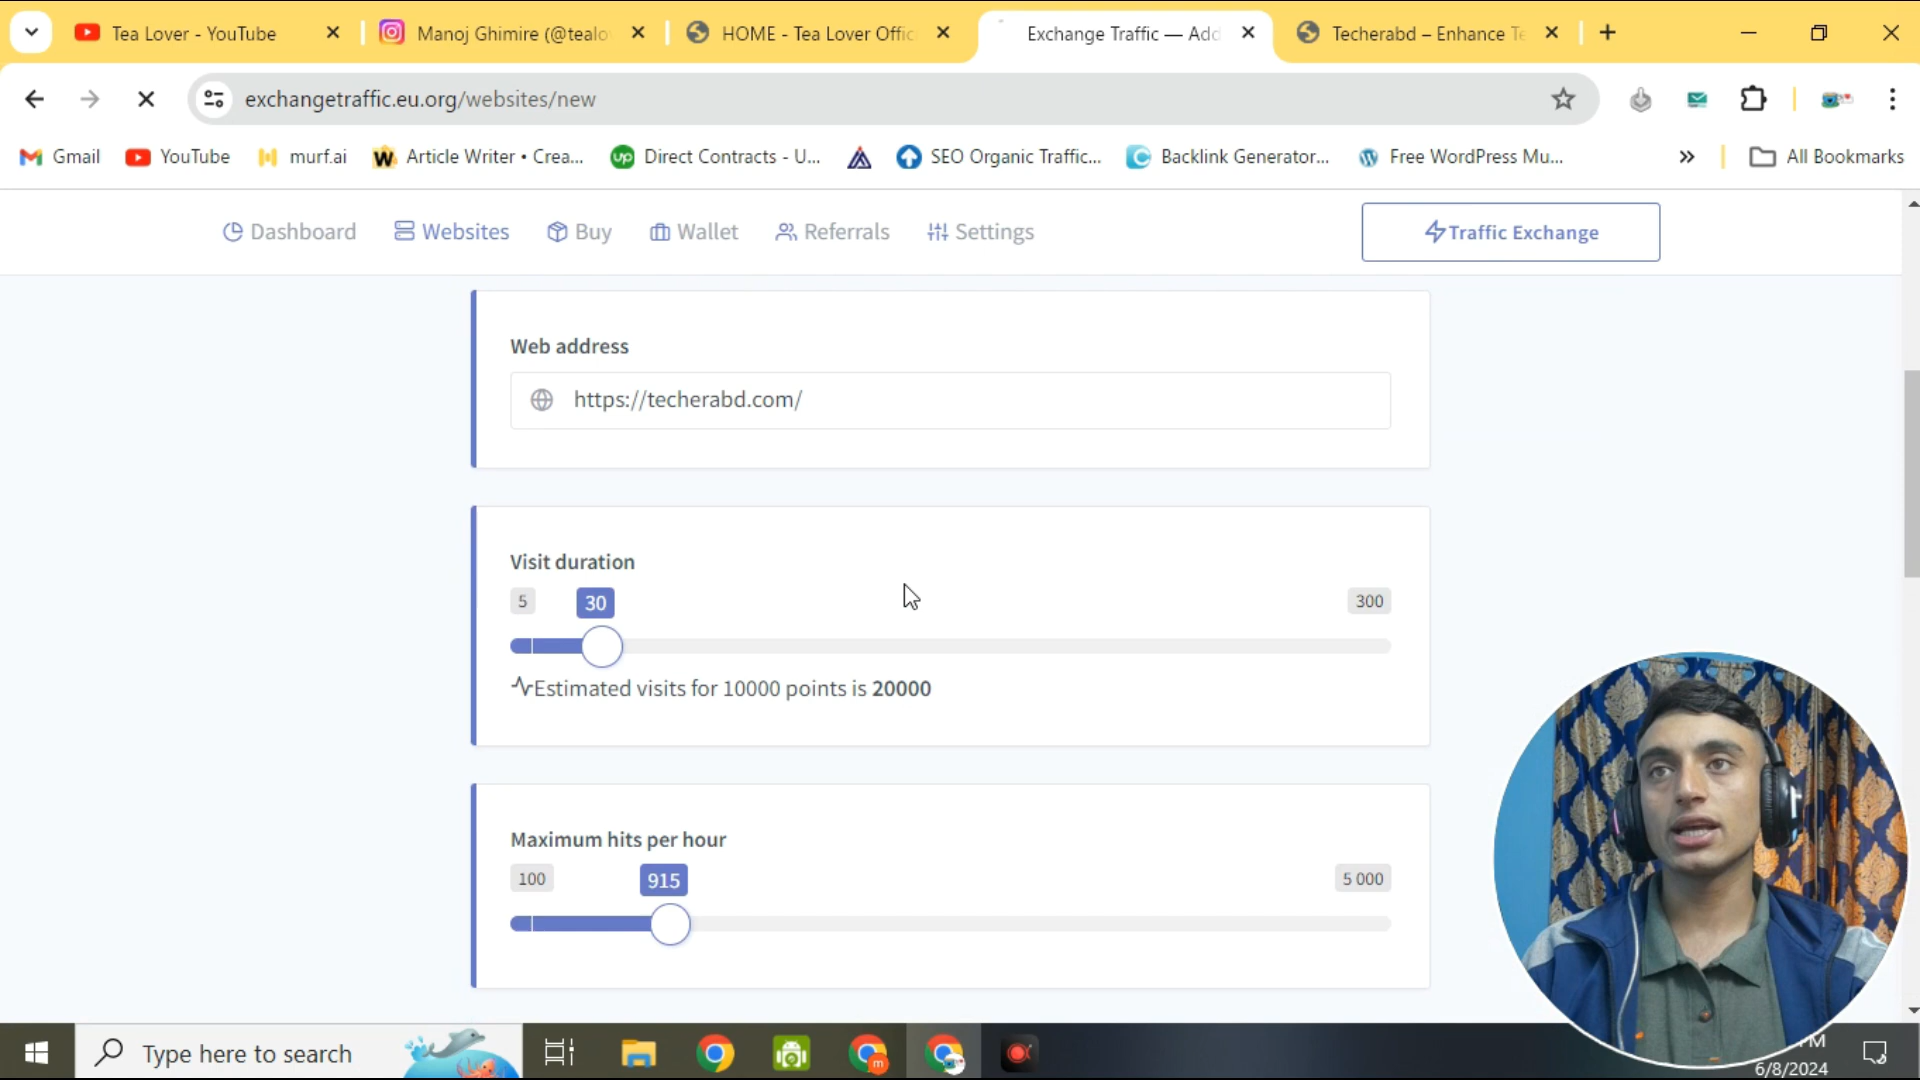 Tea Lover - YouTube
Manoj Ghimire (@tealo
HOME - Tea Lover Offic
Exchange Traffic — Add
Techerabd – Enhance Te
exchangetraffic.eu.org/websites/new
Gmail
YouTube
murf.ai
Article Writer • Crea...
Direct Contracts - U...
SEO Organic Traffic...
Backlink Generator...
Free WordPress Mu...
All Bookmarks
Dashboard
Websites
Buy
Wallet
Referrals
Settings
Traffic Exchange
Web address
https://techerabd.com/
Visit duration
5
30
300
Estimated visits for 10000 points is 20000
Maximum hits per hour
100
915
5 000
Type here to search
PM
6/8/2024